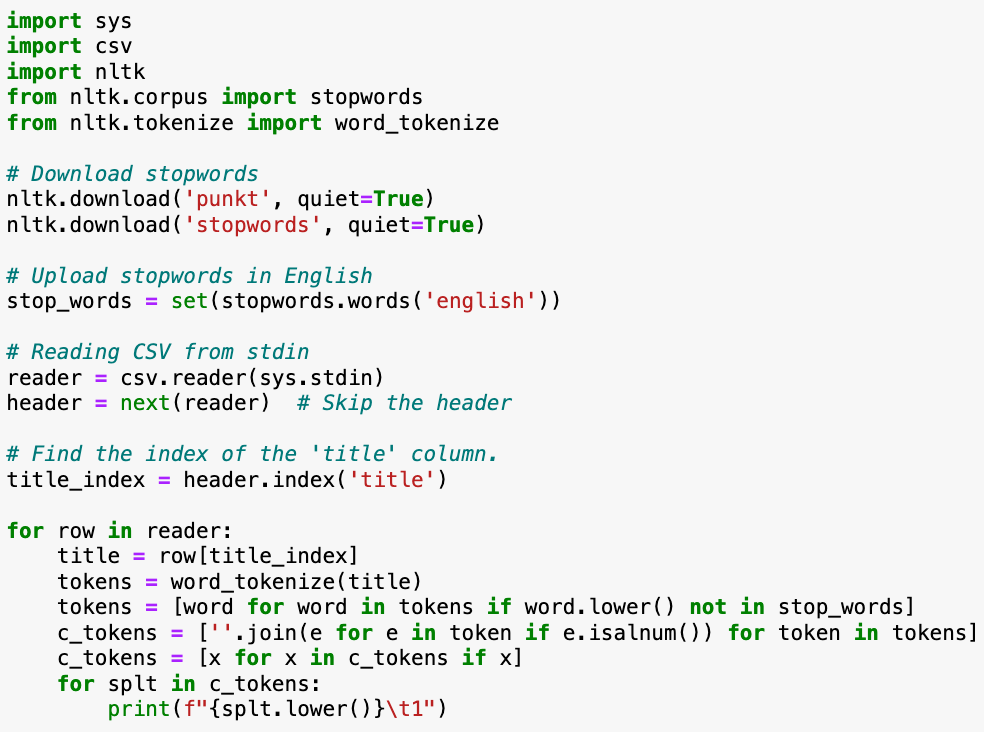 import sys
import csv
import nltk
from nltk.corpus import stopwords
from nltk.tokenize import word_tokenize

# Download stopwords
nltk.download('punkt', quiet=True)
nltk.download('stopwords', quiet=True)

# Upload stopwords in English
stop_words = set(stopwords.words('english'))

# Reading CSV from stdin
reader = csv.reader(sys.stdin)
header = next(reader)  # Skip the header

# Find the index of the 'title' column.
title_index = header.index('title')

for row in reader:
    title = row[title_index]
    tokens = word_tokenize(title)
    tokens = [word for word in tokens if word.lower() not in stop_words]
    c_tokens = [''.join(e for e in token if e.isalnum()) for token in tokens]
    c_tokens = [x for x in c_tokens if x]
    for splt in c_tokens:
        print(f"{splt.lower()}\t1")